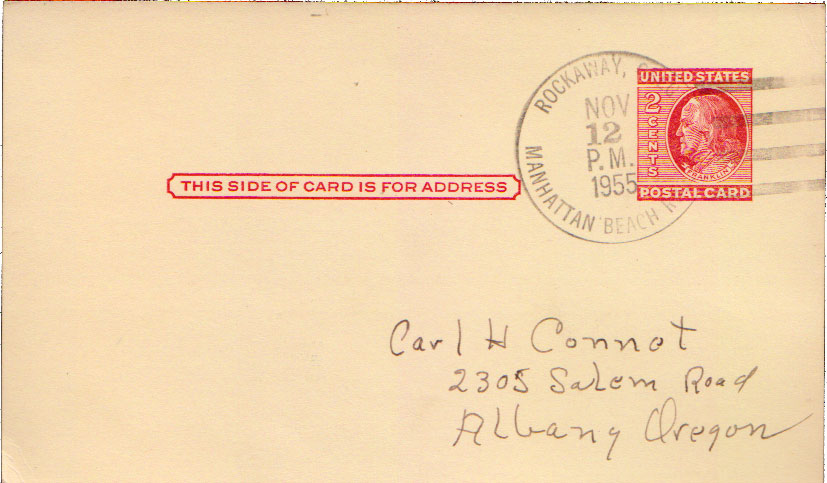 ROCKAWAY,
NOV
12
P.M.
1955
MANHATTAN BEACH
UNITED STATES
2 CENTS
FRANKLIN
POSTAL CARD
THIS SIDE OF CARD IS FOR ADDRESS
Carl H Connet
2305 Salem Road
Albany Oregon